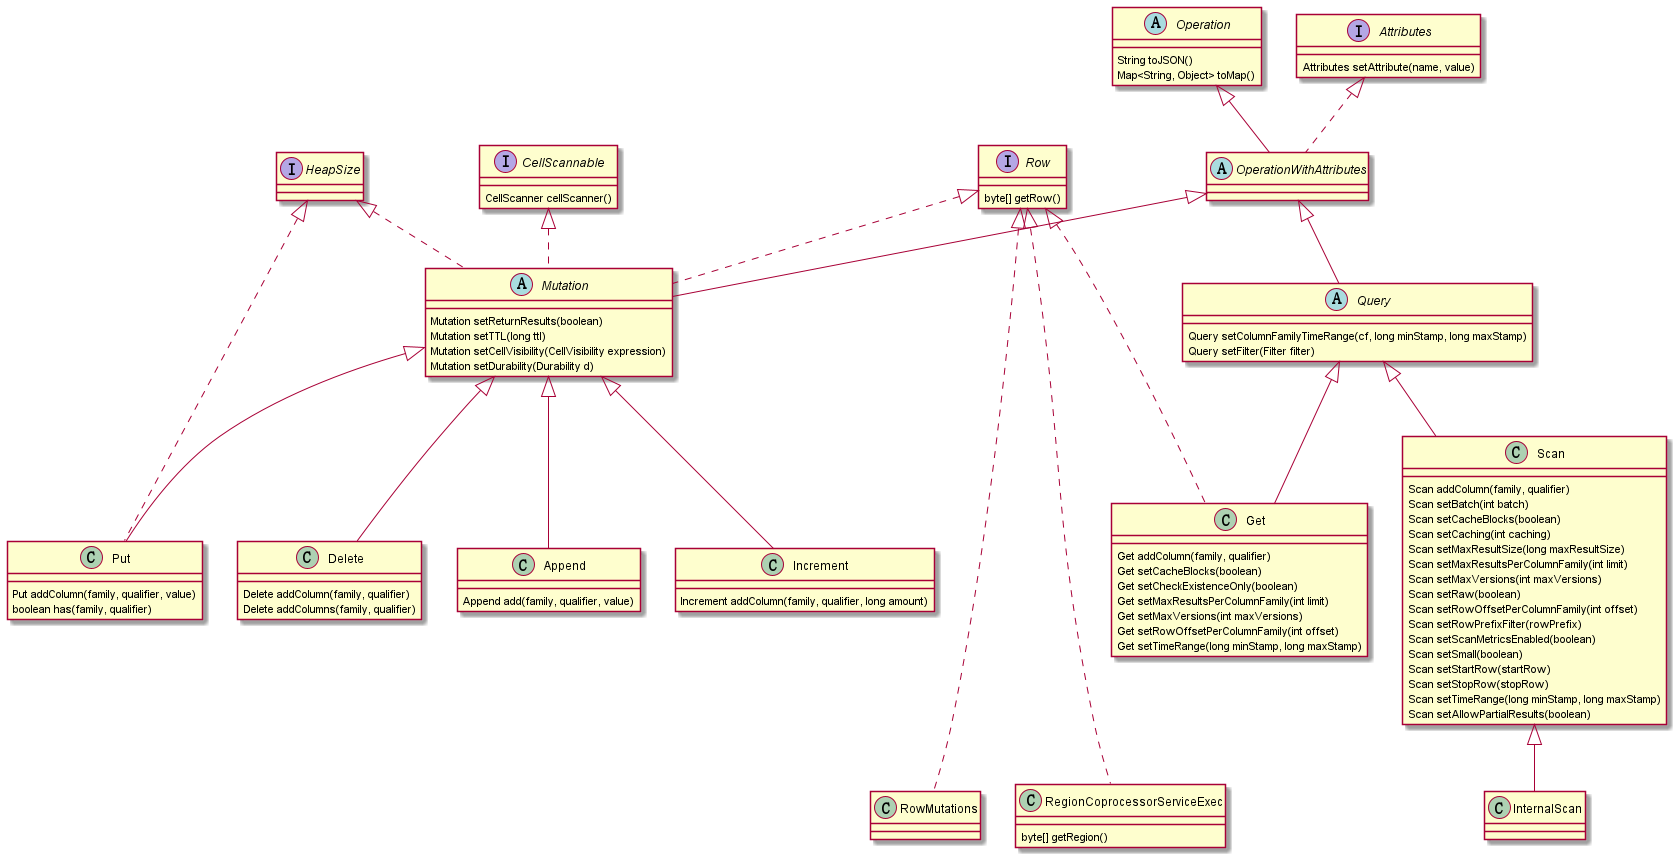 A Operation
String toJSON()
Map<String, Object> toMap()
I Attributes
Attributes setAttribute(name, value)
I HeapSize
I CellScannable
CellScanner cellScanner()
I Row
byte[] getRow()
A OperationWithAttributes
A Mutation
Mutation setReturnResults(boolean)
Mutation setTTL(long ttl)
Mutation setCellVisibility(CellVisibility expression)
Mutation setDurability(Durability d)
A Query
Query setColumnFamilyTimeRange(cf, long minStamp, long maxStamp)
Query setFilter(Filter filter)
C Put
Put addColumn(family, qualifier, value)
boolean has(family, qualifier)
C Delete
Delete addColumn(family, qualifier)
Delete addColumns(family, qualifier)
C Append
Append add(family, qualifier, value)
C Increment
Increment addColumn(family, qualifier, long amount)
C Get
Get addColumn(family, qualifier)
Get setCacheBlocks(boolean)
Get setCheckExistenceOnly(boolean)
Get setMaxResultsPerColumnFamily(int limit)
Get setMaxVersions(int maxVersions)
Get setRowOffsetPerColumnFamily(int offset)
Get setTimeRange(long minStamp, long maxStamp)
C Scan
Scan addColumn(family, qualifier)
Scan setBatch(int batch)
Scan setCacheBlocks(boolean)
Scan setCaching(int caching)
Scan setMaxResultSize(long maxResultSize)
Scan setMaxResultsPerColumnFamily(int limit)
Scan setMaxVersions(int maxVersions)
Scan setRaw(boolean)
Scan setRowOffsetPerColumnFamily(int offset)
Scan setRowPrefixFilter(rowPrefix)
Scan setScanMetricsEnabled(boolean)
Scan setSmall(boolean)
Scan setStartRow(startRow)
Scan setStopRow(stopRow)
Scan setTimeRange(long minStamp, long maxStamp)
Scan setAllowPartialResults(boolean)
C RowMutations
C RegionCoprocessorServiceExec
byte[] getRegion()
C InternalScan